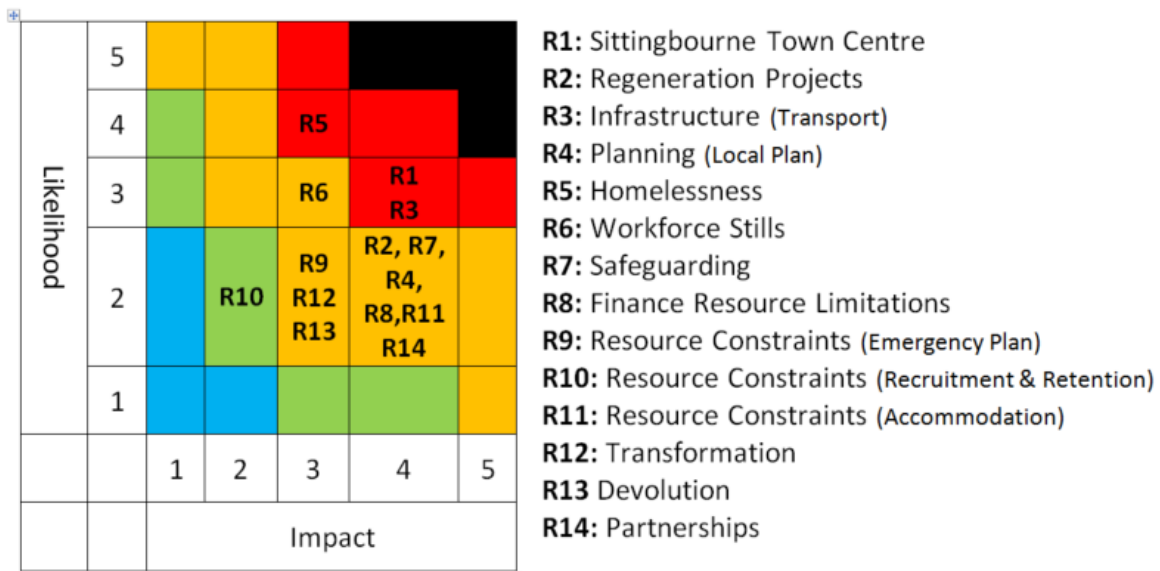 5
4
R5
3
R6
R1
R3
Likelihood
2
R10
R9
R12
R13
R2, R7,
R4,
R8,R11
R14
1
1 2 3 4 5
Impact
R1: Sittingbourne Town Centre
R2: Regeneration Projects
R3: Infrastructure (Transport)
R4: Planning (Local Plan)
R5: Homelessness
R6: Workforce Stills
R7: Safeguarding
R8: Finance Resource Limitations
R9: Resource Constraints (Emergency Plan)
R10: Resource Constraints (Recruitment & Retention)
R11: Resource Constraints (Accommodation)
R12: Transformation
R13 Devolution
R14: Partnerships